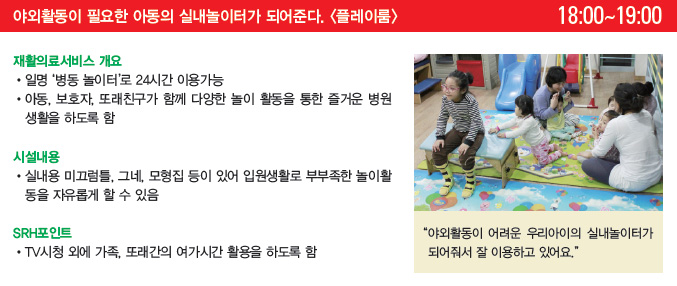 야외활동이 필요한 아동의 실내놀이터가 되어준다. <플레이룸>
18:00~19:00
재활의료서비스 개요
• 일명 ‘병동 놀이터’로 24시간 이용가능
• 아동, 보호자, 또래친구가 함께 다양한 놀이 활동을 통한 즐거운 병원
생활을 하도록 함
시설내용
• 실내용 미끄럼틀, 그네, 모형집 등이 있어 입원생활로 부부족한 놀이활
동을 자유롭게 할 수 있음
SRH포인트
• TV시청 외에 가족, 또래간의 여가시간 활용을 하도록 함
“야외활동이 어려운 우리아이의 실내놀이터가
되어줘서 잘 이용하고 있어요.”